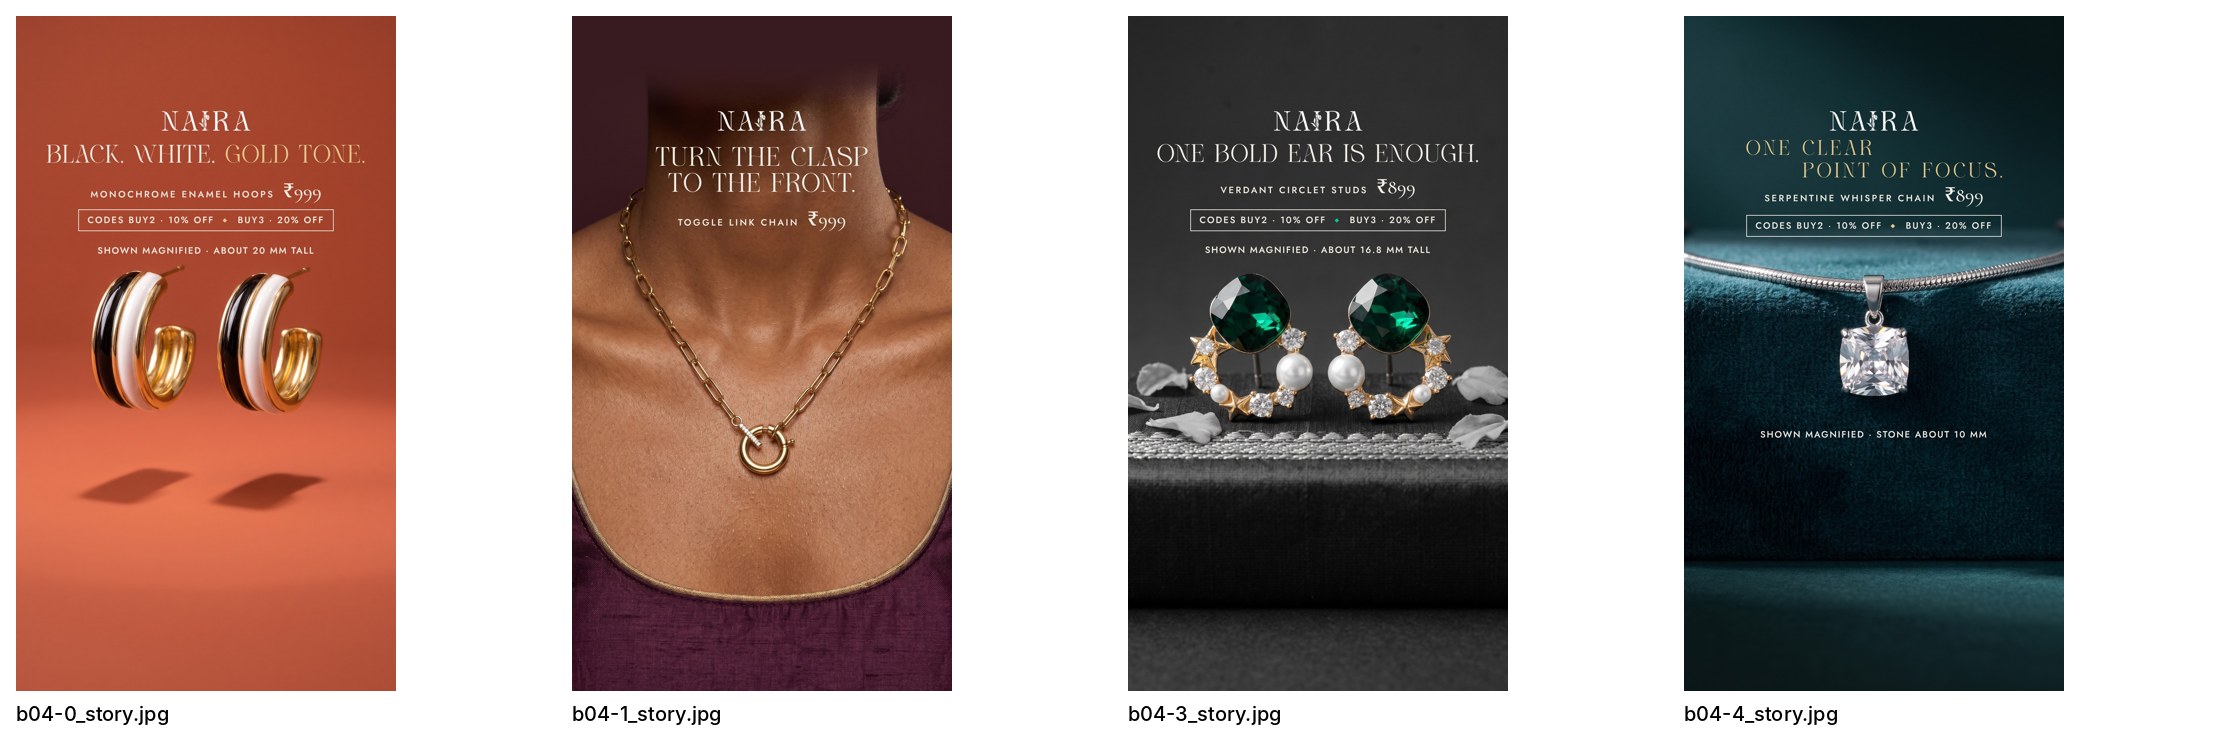 NAIRA
BLACK. WHITE. GOLD TONE.
MONOCHROME ENAMEL HOOPS ₹999
CODES BUY2 · 10% OFF ◆ BUY3 · 20% OFF
SHOWN MAGNIFIED · ABOUT 20 MM TALL
b04-0_story.jpg
NAIRA
TURN THE CLASP
TO THE FRONT.
TOGGLE LINK CHAIN ₹999
b04-1_story.jpg
NAIRA
ONE BOLD EAR IS ENOUGH.
VERDANT CIRCLET STUDS ₹899
CODES BUY2 · 10% OFF ◆ BUY3 · 20% OFF
SHOWN MAGNIFIED · ABOUT 16.8 MM TALL
b04-3_story.jpg
NAIRA
ONE CLEAR
POINT OF FOCUS.
SERPENTINE WHISPER CHAIN ₹899
CODES BUY2 · 10% OFF ◆ BUY3 · 20% OFF
SHOWN MAGNIFIED · STONE ABOUT 10 MM
b04-4_story.jpg